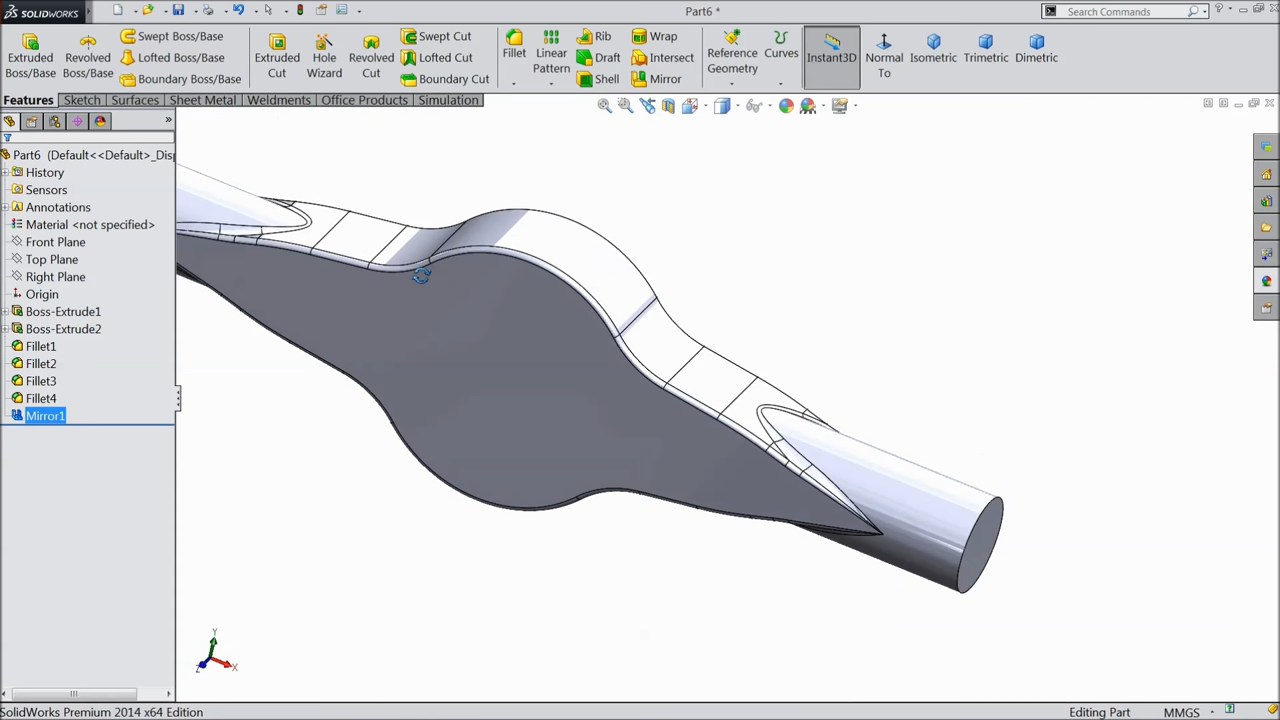 SOLIDWORKS
Part6 *
Search Commands
Extruded Boss/Base
Revolved Boss/Base
Swept Boss/Base
Lofted Boss/Base
Boundary Boss/Base
Extruded Cut
Hole Wizard
Revolved Cut
Swept Cut
Lofted Cut
Boundary Cut
Fillet
Linear Pattern
Rib
Draft
Shell
Wrap
Intersect
Mirror
Reference Geometry
Curves
Instant3D
Normal To
Isometric
Trimetric
Dimetric
Features
Sketch
Surfaces
Sheet Metal
Weldments
Office Products
Simulation
Part6 (Default<<Default>_Disp
History
Sensors
Annotations
Material <not specified>
Front Plane
Top Plane
Right Plane
Origin
Boss-Extrude1
Boss-Extrude2
Fillet1
Fillet2
Fillet3
Fillet4
Mirror1
Y
Z
X
SolidWorks Premium 2014 x64 Edition
Editing Part
MMGS